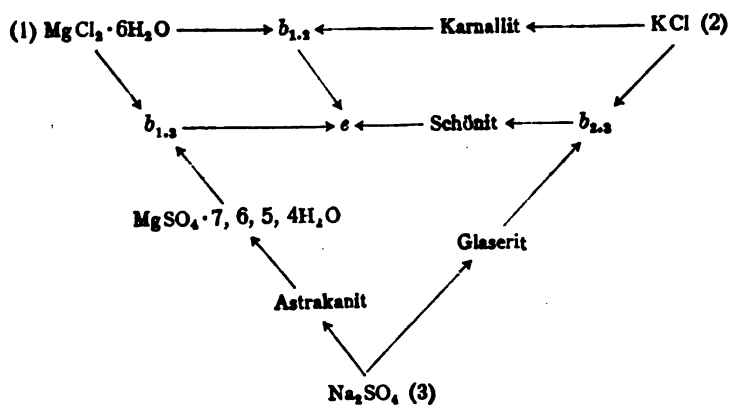 (1) MgCl₂·6H₂O b₁.₂ Karnallit KCl (2)
b₁.₃ e Schönit b₂.₃
MgSO₄·7, 6, 5, 4H₂O
Glaserit
Astrakanit
Na₂SO₄ (3)